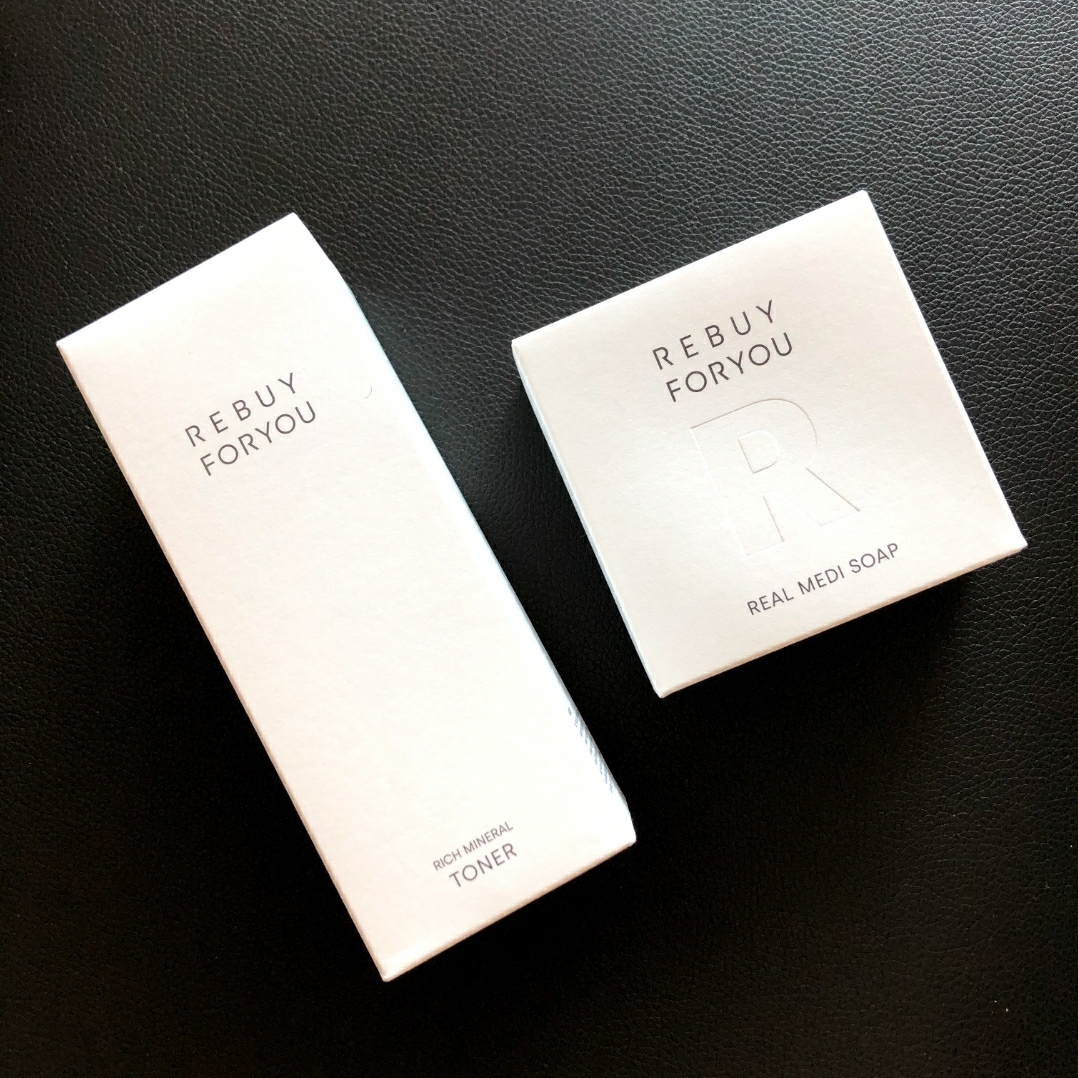 REBUY
FORYOU
RICH MINERAL
TONER
REBUY
FORYOU
R
REAL MEDI SOAP